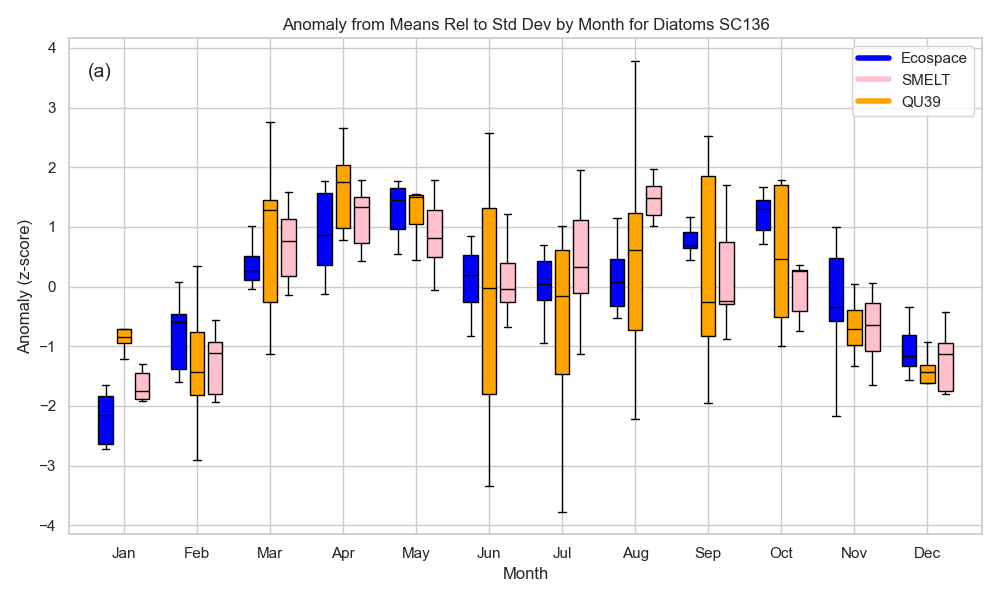 Anomaly from Means Rel to Std Dev by Month for Diatoms SC136
(a)
Ecospace
SMELT
QU39
Anomaly (z-score)
4
3
2
1
0
−1
−2
−3
−4
Jan Feb Mar Apr May Jun Jul Aug Sep Oct Nov Dec
Month